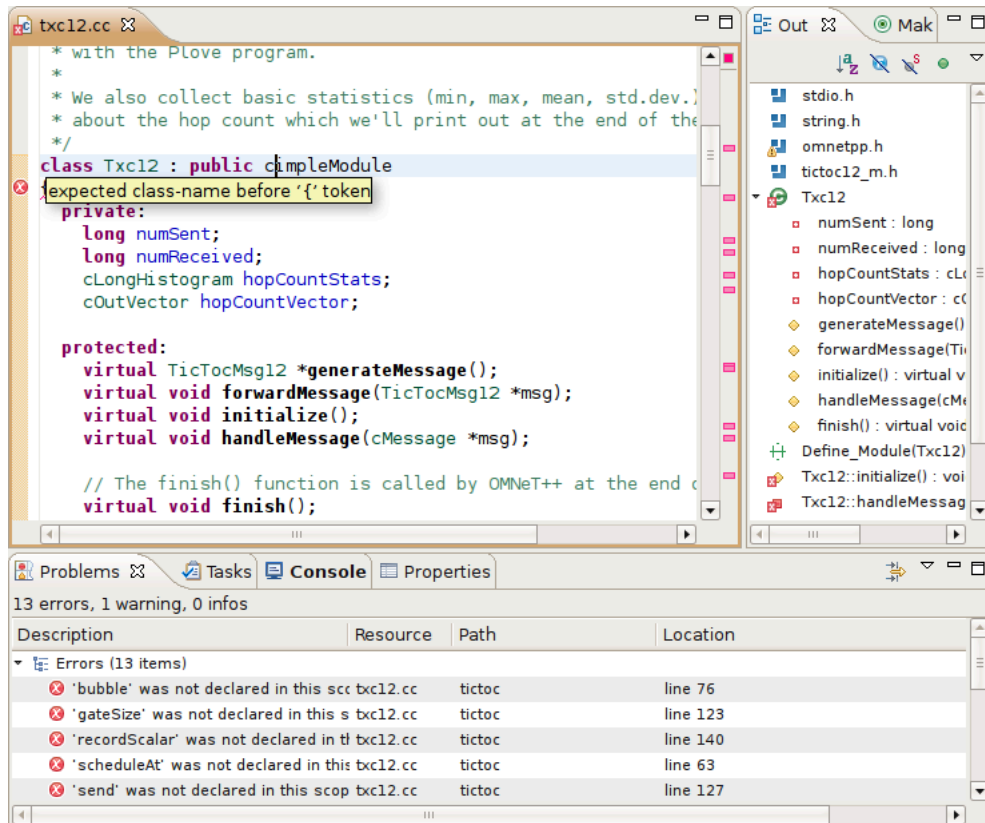 txc12.cc
* with the Plove program.
*
* We also collect basic statistics (min, max, mean, std.dev.)
* about the hop count which we'll print out at the end of the
*/
class Txc12 : public cimpleModule
expected class-name before '{' token
private:
long numSent;
long numReceived;
cLongHistogram hopCountStats;
cOutVector hopCountVector;
protected:
virtual TicTocMsg12 *generateMessage();
virtual void forwardMessage(TicTocMsg12 *msg);
virtual void initialize();
virtual void handleMessage(cMessage *msg);
// The finish() function is called by OMNeT++ at the end
virtual void finish();
Out Mak
stdio.h
string.h
omnetpp.h
tictoc12_m.h
Txc12
numSent : long
numReceived : long
hopCountStats : cLo
hopCountVector : cO
generateMessage()
forwardMessage(Tic
initialize() : virtual v
handleMessage(cMe
finish() : virtual void
Define_Module(Txc12)
Txc12::initialize() : voi
Txc12::handleMessag
Problems Tasks Console Properties
13 errors, 1 warning, 0 infos
Description Resource Path Location
Errors (13 items)
'bubble' was not declared in this sco txc12.cc tictoc line 76
'gateSize' was not declared in this s txc12.cc tictoc line 123
'recordScalar' was not declared in th txc12.cc tictoc line 140
'scheduleAt' was not declared in this txc12.cc tictoc line 63
'send' was not declared in this scop txc12.cc tictoc line 127